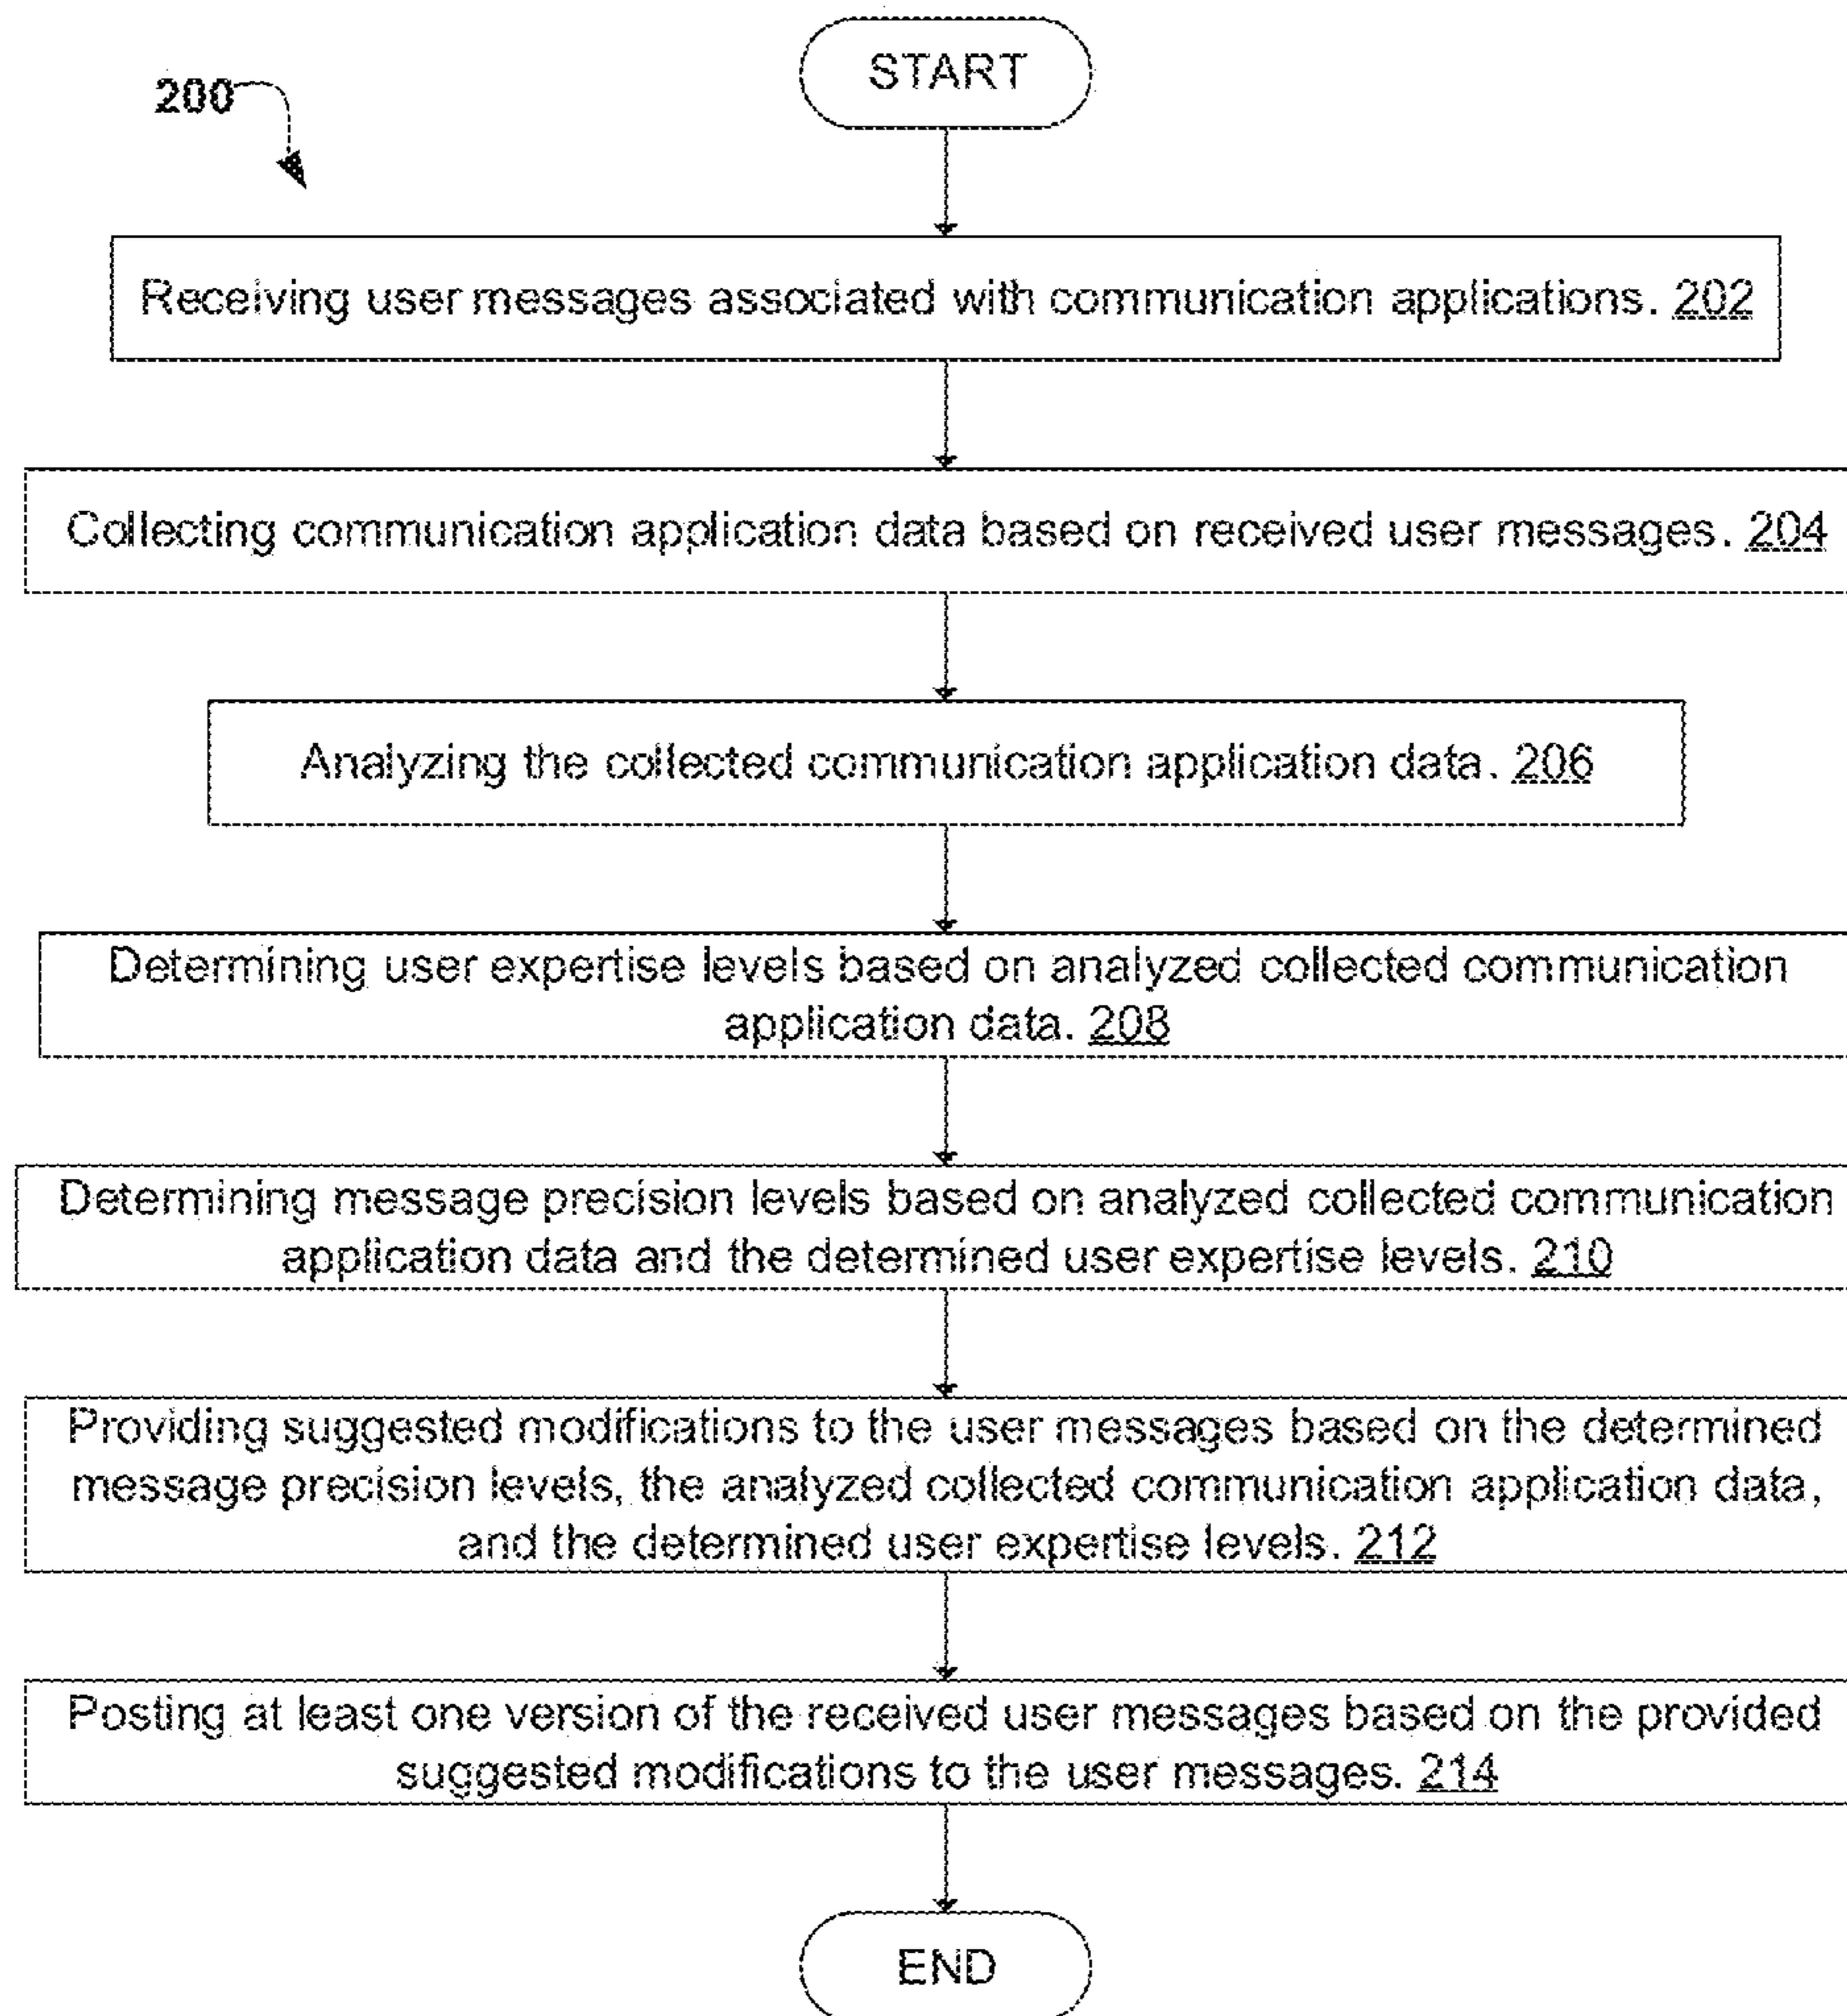 START
200
Receiving user messages associated with communication applications. 202
Collecting communication application data based on received user messages. 204
Analyzing the collected communication application data. 206
Determining user expertise levels based on analyzed collected communication
application data. 208
Determining message precision levels based on analyzed collected communication
application data and the determined user expertise levels. 210
Providing suggested modifications to the user messages based on the determined
message precision levels, the analyzed collected communication application data,
and the determined user expertise levels. 212
Posting at least one version of the received user messages based on the provided
suggested modifications to the user messages. 214
END